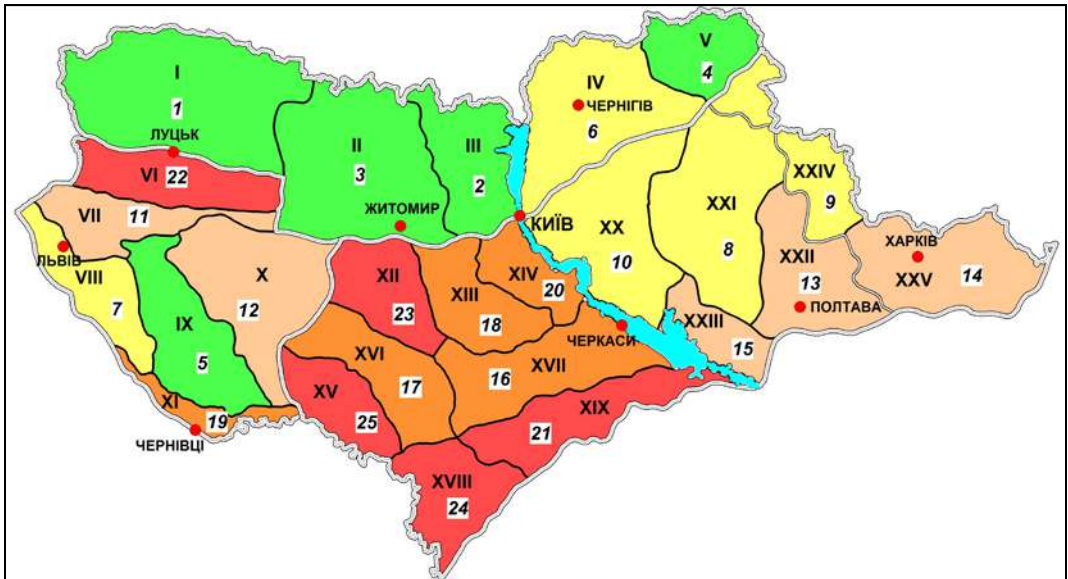 V
4
I
IV
ЧЕРНІГІВ
1
6
ЛУЦЬК
II
III
VI 22
3
2
XXIV
9
XXI
VII 11
ЖИТОМИР
КИЇВ
XX
ЛЬВІВ
VIII
X
XII
XIV
10
8
XXII
13
ХАРКІВ
XXV
14
7
IX
12
23
XIII
20
18
ПОЛТАВА
XXIII
15
ЧЕРКАСИ
5
XVI
17
XVII
16
XI
19
XV
25
XIX
21
ЧЕРНІВЦІ
XVIII
24